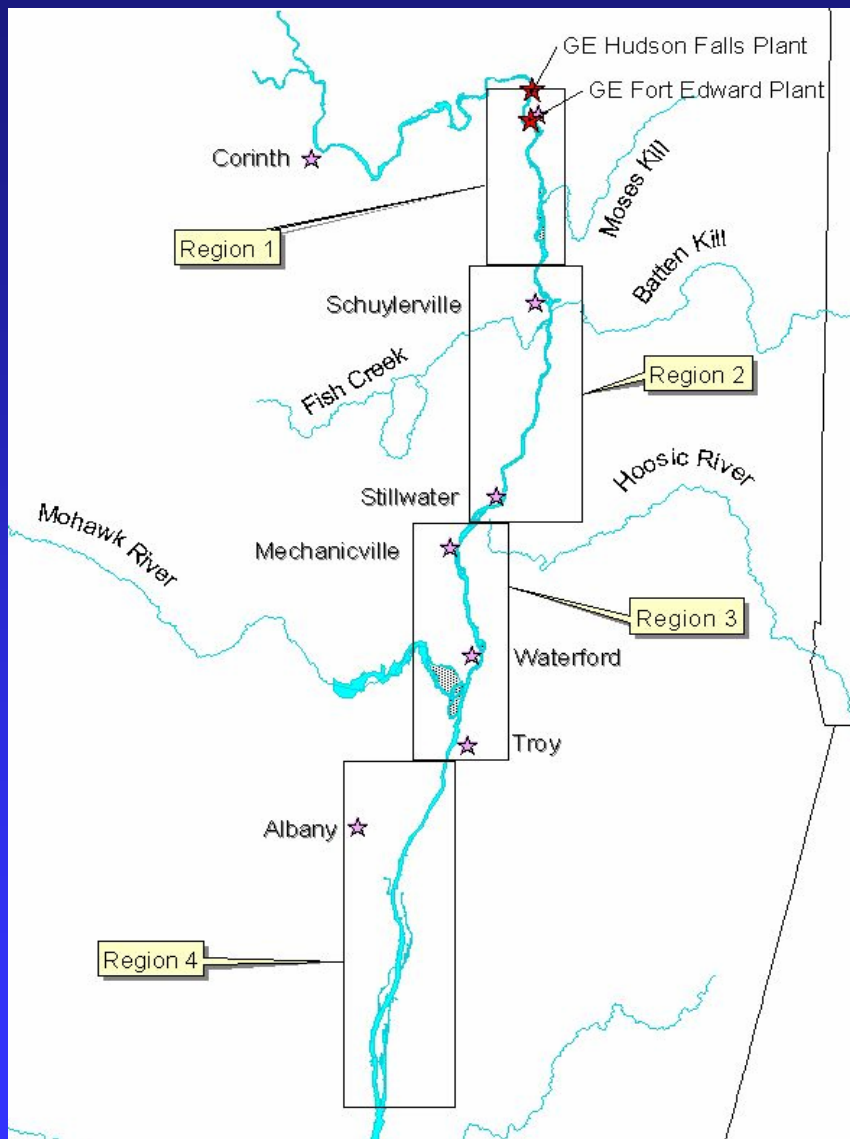 GE Hudson Falls Plant
GE Fort Edward Plant
Corinth
Moses Kill
Region 1
Batten Kill
Schuylerville
Region 2
Fish Creek
Hoosic River
Stillwater
Mohawk River
Mechanicville
Region 3
Waterford
Troy
Albany
Region 4